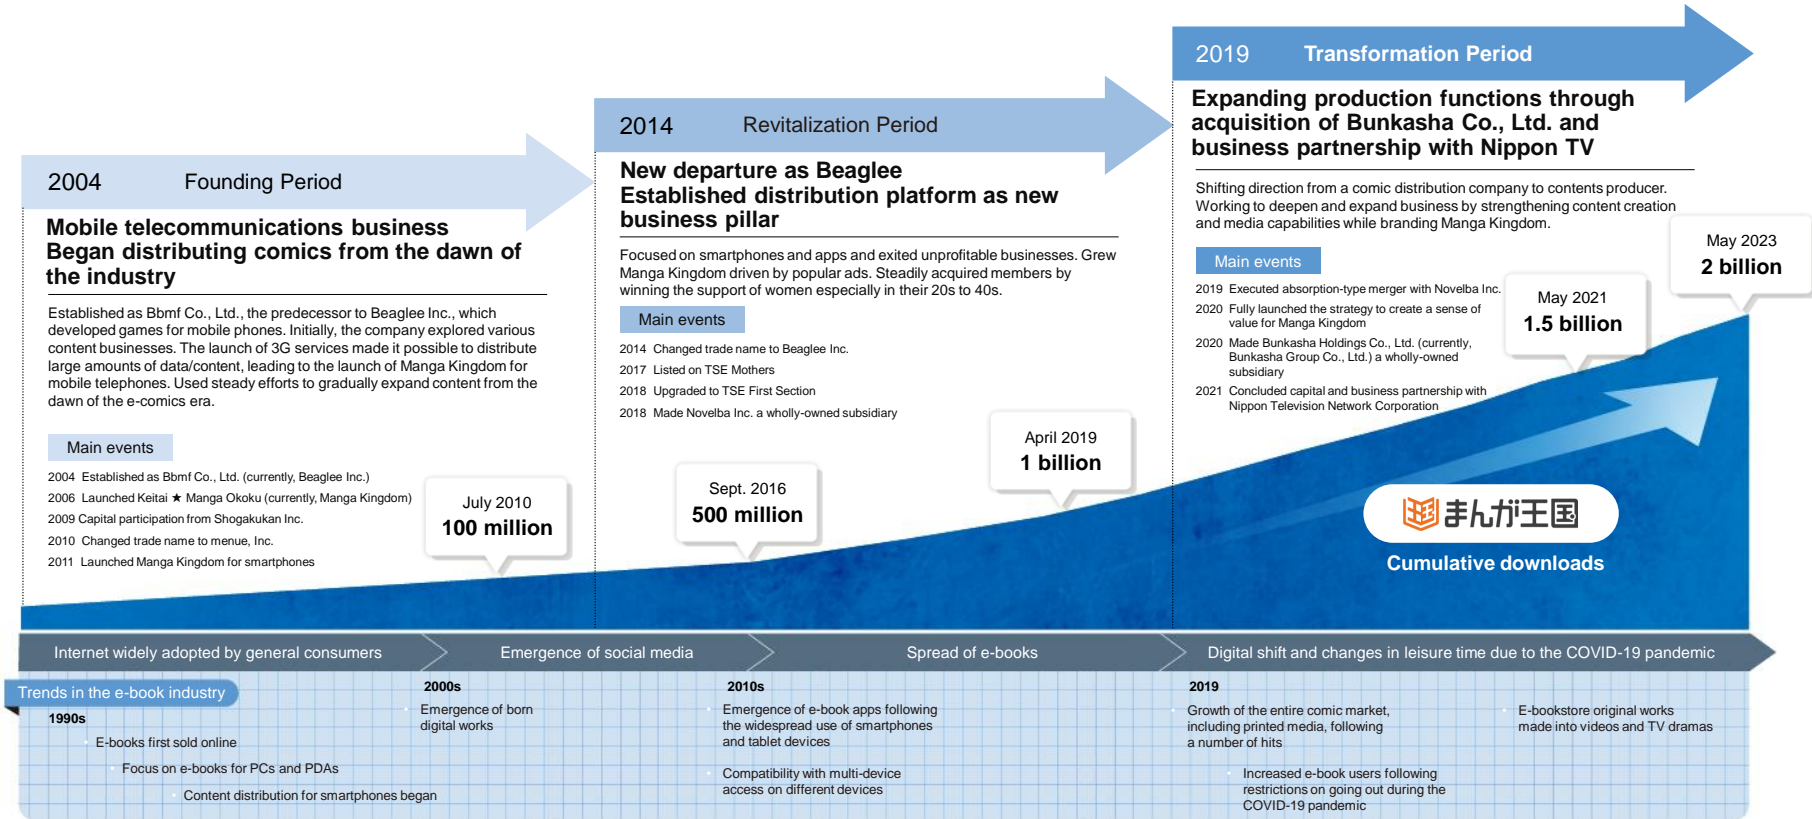 2004 Founding Period
Mobile telecommunications business
Began distributing comics from the dawn of
the industry
Established as Bbmf Co., Ltd., the predecessor to Beaglee Inc., which
developed games for mobile phones. Initially, the company explored various
content businesses. The launch of 3G services made it possible to distribute
large amounts of data/content, leading to the launch of Manga Kingdom for
mobile telephones. Used steady efforts to gradually expand content from the
dawn of the e-comics era.
Main events
2004 Established as Bbmf Co., Ltd. (currently, Beaglee Inc.)
2006 Launched Keitai ★ Manga Okoku (currently, Manga Kingdom)
2009 Capital participation from Shogakukan Inc.
2010 Changed trade name to menue, Inc.
2011 Launched Manga Kingdom for smartphones
July 2010
100 million
2014 Revitalization Period
New departure as Beaglee
Established distribution platform as new
business pillar
Focused on smartphones and apps and exited unprofitable businesses. Grew
Manga Kingdom driven by popular ads. Steadily acquired members by
winning the support of women especially in their 20s to 40s.
Main events
2014 Changed trade name to Beaglee Inc.
2017 Listed on TSE Mothers
2018 Upgraded to TSE First Section
2018 Made Novelba Inc. a wholly-owned subsidiary
Sept. 2016
500 million
April 2019
1 billion
2019 Transformation Period
Expanding production functions through
acquisition of Bunkasha Co., Ltd. and
business partnership with Nippon TV
Shifting direction from a comic distribution company to contents producer.
Working to deepen and expand business by strengthening content creation
and media capabilities while branding Manga Kingdom.
Main events
2019 Executed absorption-type merger with Novelba Inc.
2020 Fully launched the strategy to create a sense of
value for Manga Kingdom
2020 Made Bunkasha Holdings Co., Ltd. (currently,
Bunkasha Group Co., Ltd.) a wholly-owned
subsidiary
2021 Concluded capital and business partnership with
Nippon Television Network Corporation
May 2021
1.5 billion
May 2023
2 billion
まんが王国
Cumulative downloads
Internet widely adopted by general consumers
Emergence of social media
Spread of e-books
Digital shift and changes in leisure time due to the COVID-19 pandemic
Trends in the e-book industry
1990s
E-books first sold online
Focus on e-books for PCs and PDAs
Content distribution for smartphones began
2000s
Emergence of born
digital works
2010s
Emergence of e-book apps following
the widespread use of smartphones
and tablet devices
Compatibility with multi-device
access on different devices
2019
Growth of the entire comic market,
including printed media, following
a number of hits
Increased e-book users following
restrictions on going out during the
COVID-19 pandemic
E-bookstore original works
made into videos and TV dramas